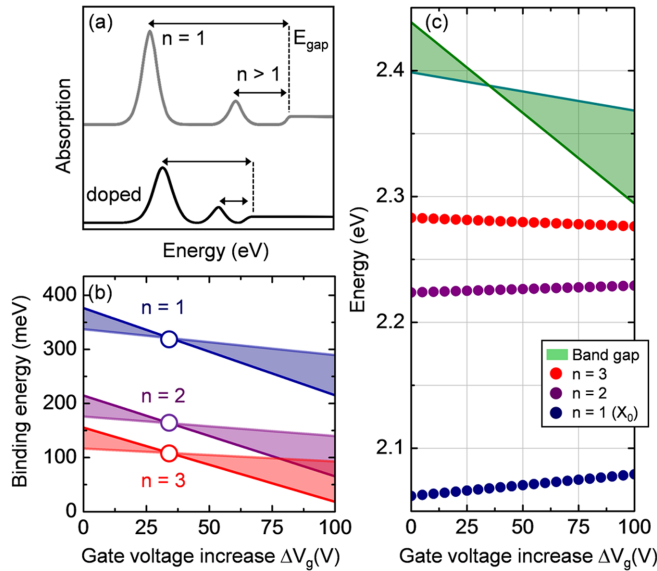 (a)
n = 1
E_gap
n > 1
doped
Absorption
Energy (eV)
(b)
n = 1
n = 2
n = 3
400
300
200
100
0
Binding energy (meV)
0 25 50 75 100
Gate voltage increase ΔV_g(V)
(c)
2.4
2.3
2.2
2.1
Energy (eV)
Band gap
n = 3
n = 2
n = 1 (X_0)
0 25 50 75 100
Gate voltage increase ΔV_g(V)